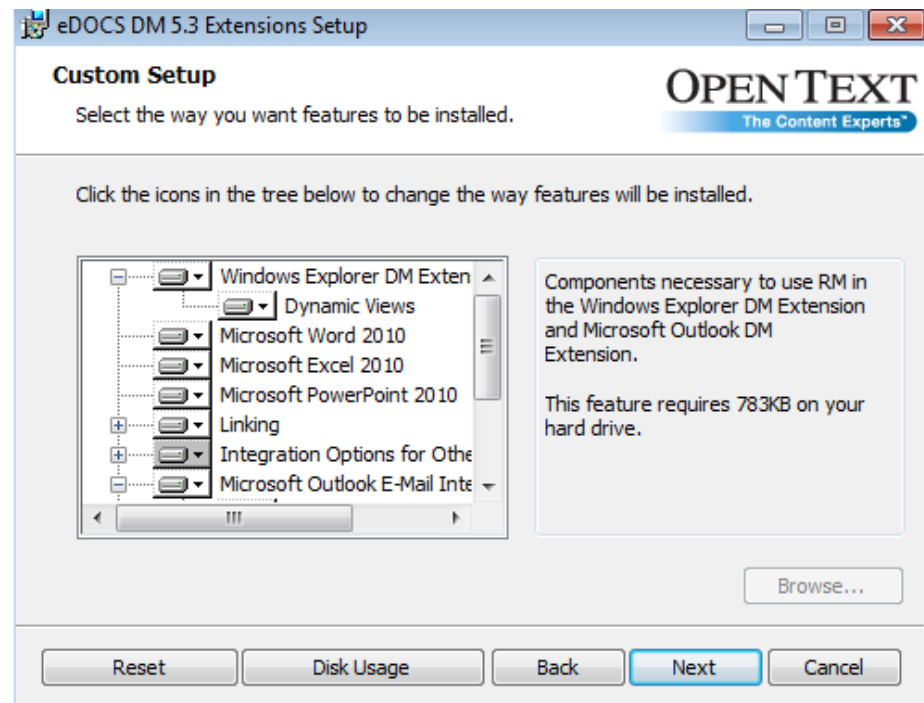 eDOCS DM 5.3 Extensions Setup
Custom Setup
Select the way you want features to be installed.
OPEN TEXT
The Content Experts™
Click the icons in the tree below to change the way features will be installed.
Windows Explorer DM Exten
Dynamic Views
Microsoft Word 2010
Microsoft Excel 2010
Microsoft PowerPoint 2010
Linking
Integration Options for Othe
Microsoft Outlook E-Mail Inte
Components necessary to use RM in
the Windows Explorer DM Extension
and Microsoft Outlook DM
Extension.
This feature requires 783KB on your
hard drive.
Browse...
Reset
Disk Usage
Back
Next
Cancel